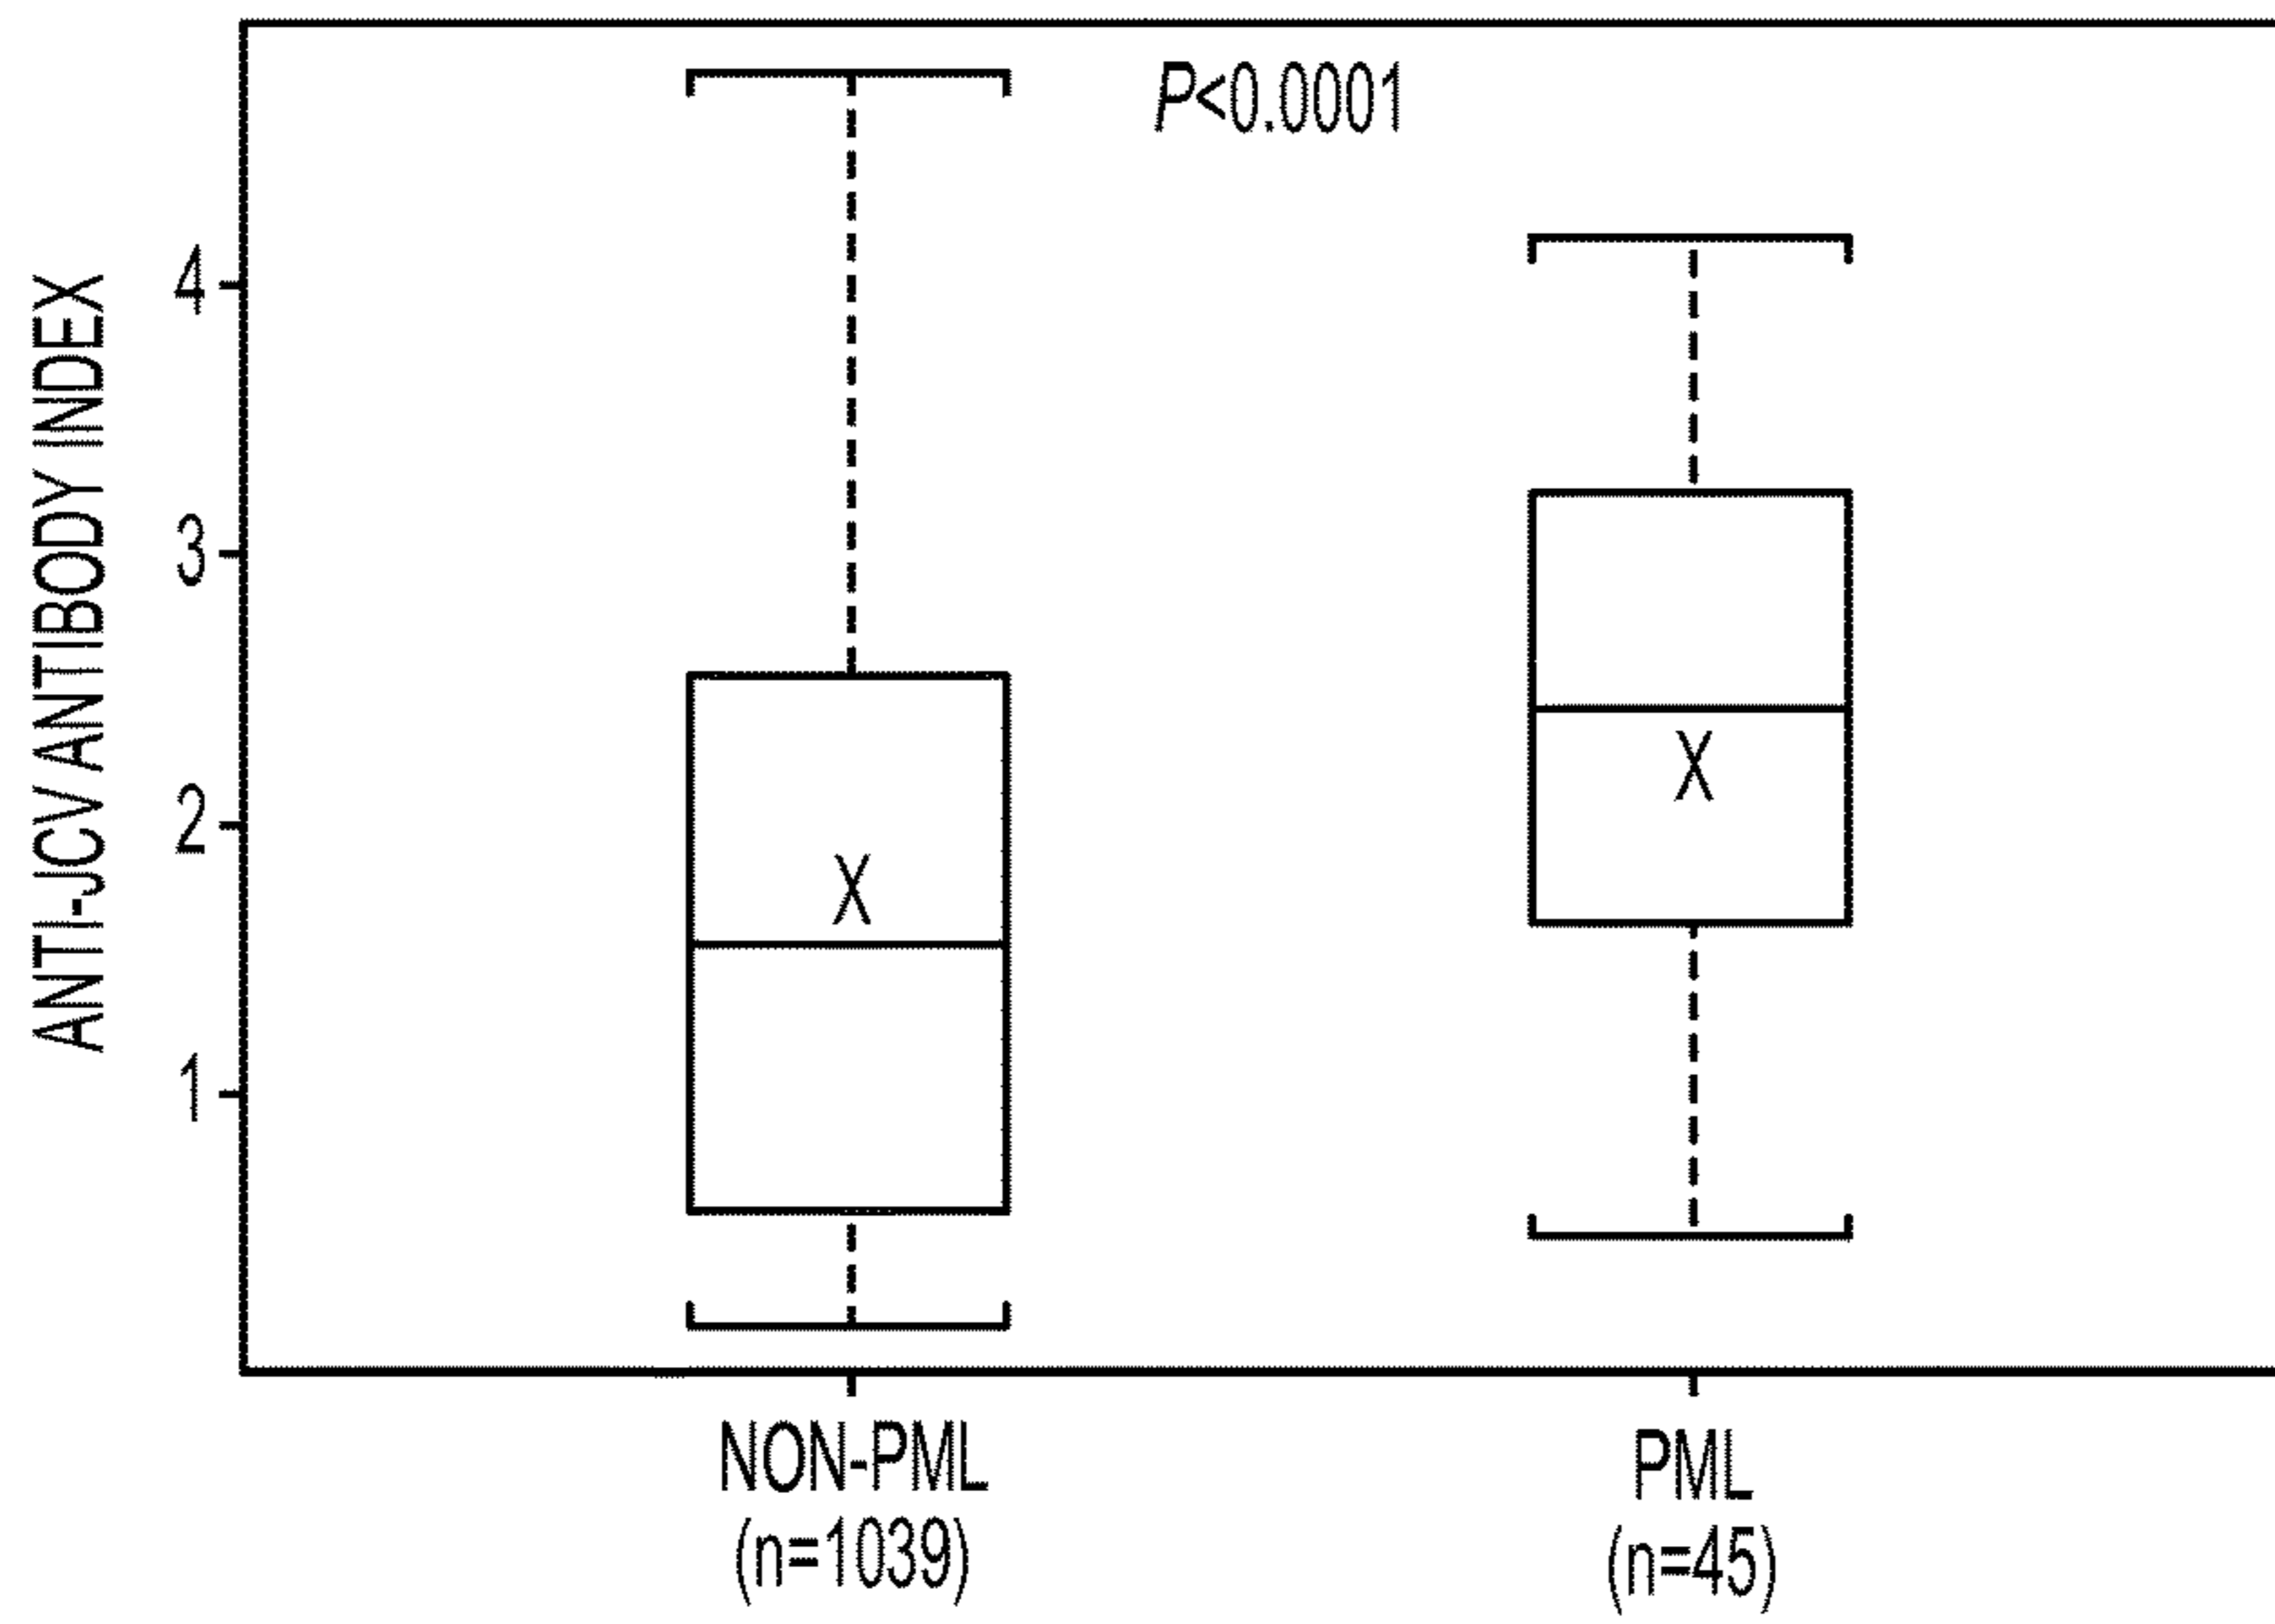 P<0.0001
ANTI-JCV ANTIBODY INDEX
4
3
2
1
X
X
NON-PML
(n=1039)
PML
(n=45)